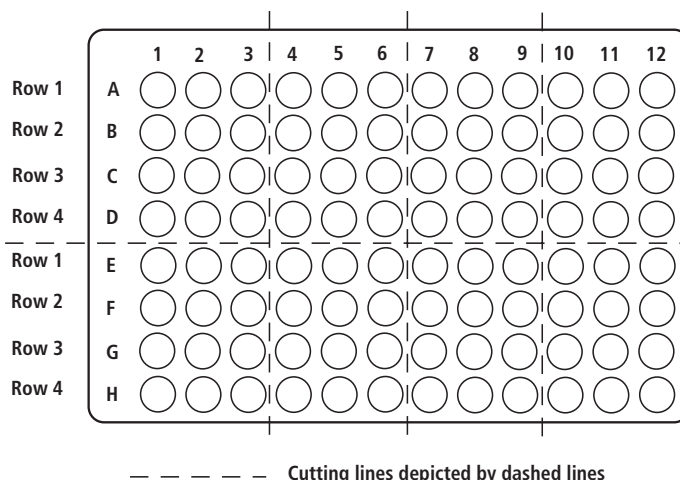 1 2 3 4 5 6 7 8 9 10 11 12
Row 1 A
Row 2 B
Row 3 C
Row 4 D
Row 1 E
Row 2 F
Row 3 G
Row 4 H
Cutting lines depicted by dashed lines